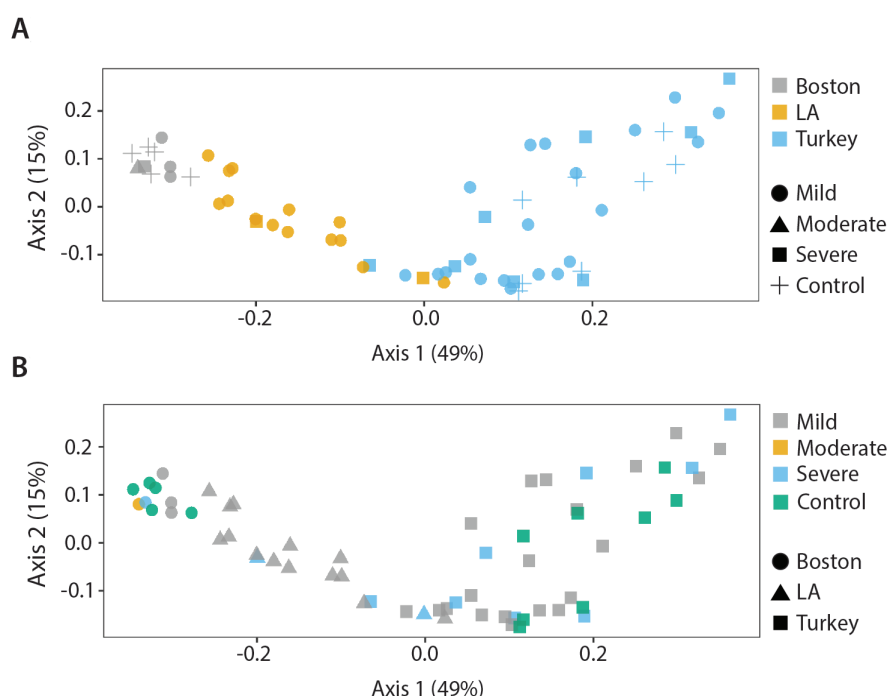 A
Axis 2 (15%)
0.2
0.1
0.0
-0.1
-0.2
0.0
0.2
Axis 1 (49%)
Boston
LA
Turkey
Mild
Moderate
Severe
Control
B
Axis 2 (15%)
0.2
0.1
0.0
-0.1
-0.2
0.0
0.2
Axis 1 (49%)
Mild
Moderate
Severe
Control
Boston
LA
Turkey